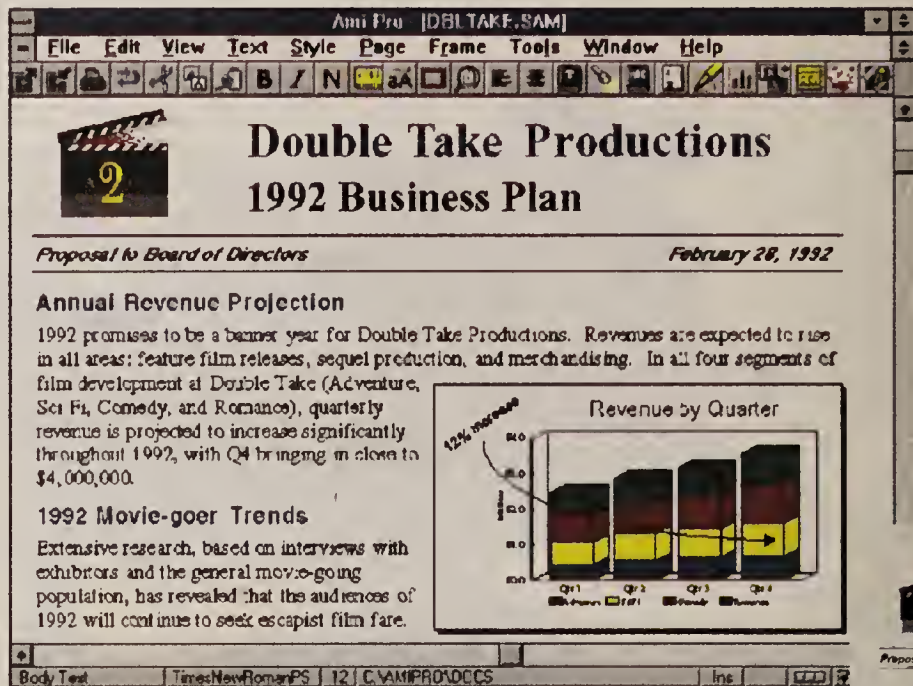 Ami Pro - [DBLTAKE.SAM]
File Edit View Text Style Page Frame Tools Window Help
B I N
2
Double Take Productions
1992 Business Plan
Proposal to Board of Directors February 28, 1992
Annual Revenue Projection
1992 promises to be a banner year for Double Take Productions. Revenues are expected to rise
in all areas: feature film releases, sequel production, and merchandising. In all four segments of
film development at Double Take (Adventure,
Sci Fi, Comedy, and Romance), quarterly
revenue is projected to increase significantly
throughout 1992, with Q4 bringing in close to
$4,000,000.
1992 Movie-goer Trends
Extensive research, based on interviews with
exhibitors and the general movie-going
population, has revealed that the audiences of
1992 will continue to seek escapist film fare.
Revenue by Quarter
12% increase
Qtr 1 Qtr 2 Qtr 3 Qtr 4
Body Text TimesNewRomanPS 12 C:\AMIPRO\DOCS Ins